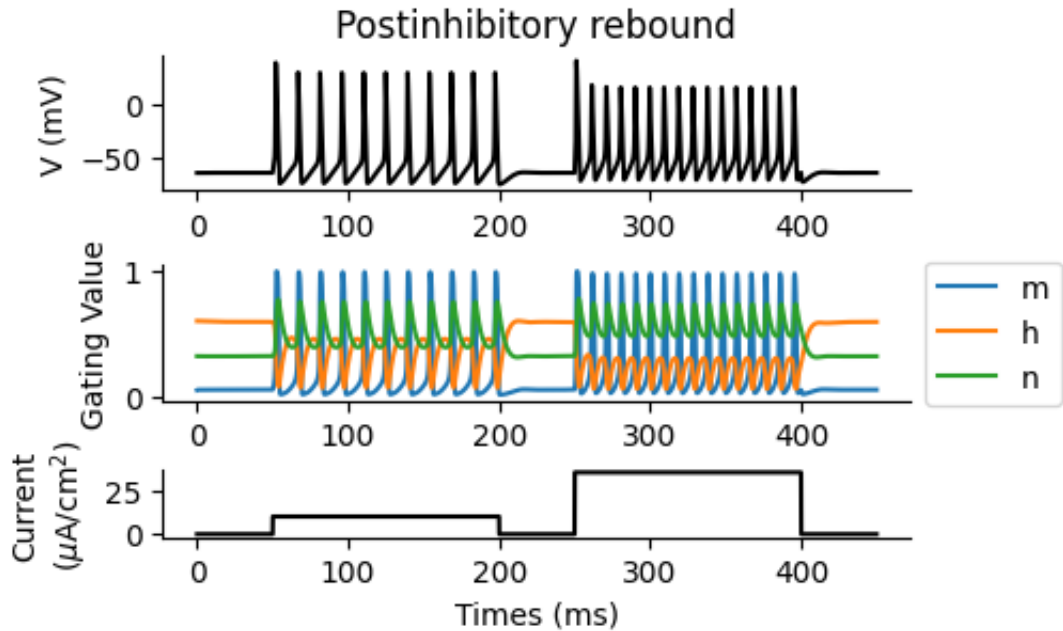 Postinhibitory rebound
V (mV)
0
−50
0 100 200 300 400
Gating Value
1
0
0 100 200 300 400
m
h
n
Current
(μA/cm²)
25
0
0 100 200 300 400
Times (ms)